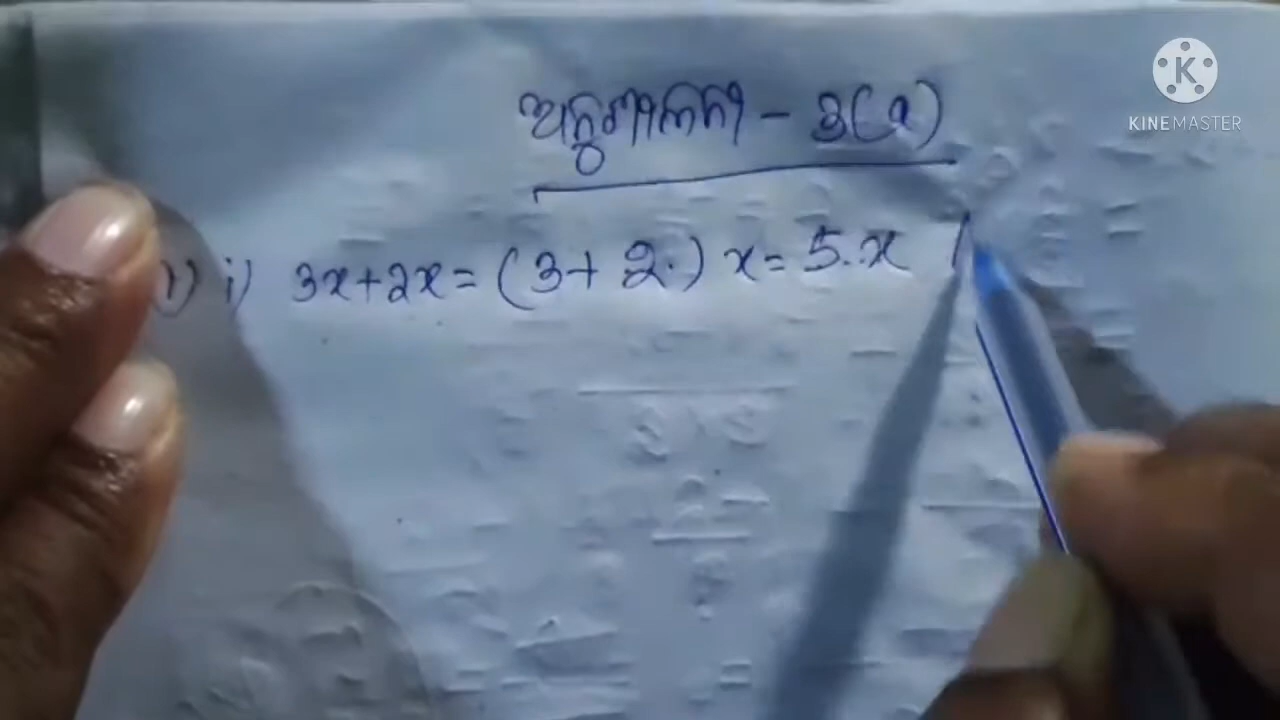 ଅନୁଶୀଳନୀ - 3(a)
1) i) 3x+2x = (3+2.) x = 5.x
K
KINEMASTER